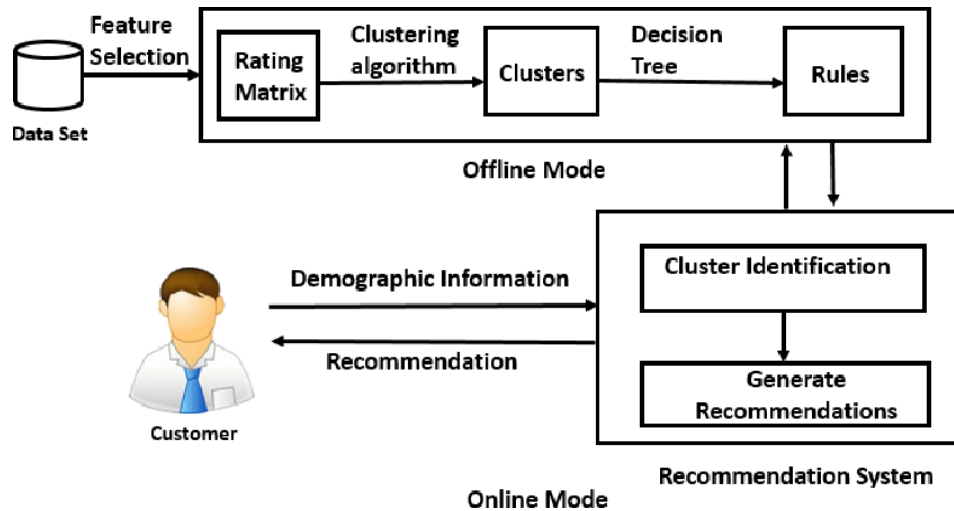 Feature
Selection
Data Set
Rating
Matrix
Clustering
algorithm
Clusters
Decision
Tree
Rules
Offline Mode
Demographic Information
Recommendation
Customer
Cluster Identification
Generate
Recommendations
Recommendation System
Online Mode